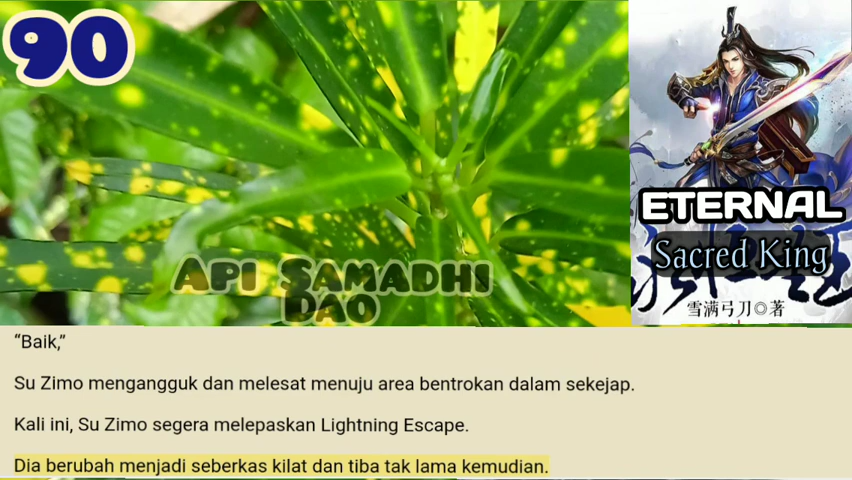 90
API SAMADHI
DAO
ETERNAL
Sacred King
雪满弓刀◎著
“Baik,”
Su Zimo mengangguk dan melesat menuju area bentrokan dalam sekejap.
Kali ini, Su Zimo segera melepaskan Lightning Escape.
Dia berubah menjadi seberkas kilat dan tiba tak lama kemudian.